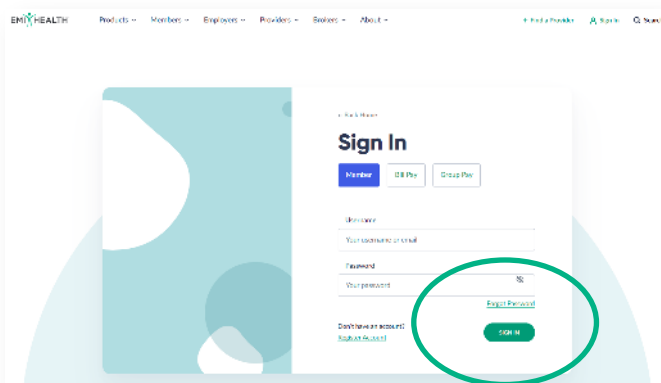 EMI HEALTH
Products Members Employers Providers Brokers About
Find a Provider Sign In Search
Back Home
Sign In
Member Bill Pay Group Pay
Username
Your username or email
Password
Your password
Forgot Password
Don't have an account?
Register Account
SIGN IN